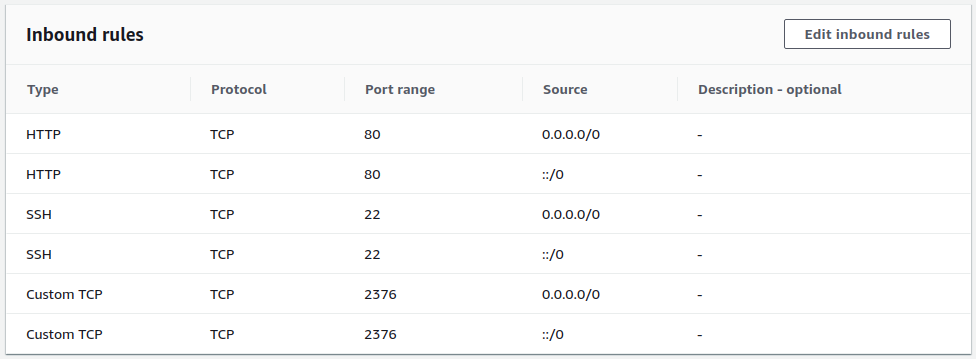 Inbound rules Edit inbound rules
Type Protocol Port range Source Description - optional
HTTP TCP 80 0.0.0.0/0 -
HTTP TCP 80 ::/0 -
SSH TCP 22 0.0.0.0/0 -
SSH TCP 22 ::/0 -
Custom TCP TCP 2376 0.0.0.0/0 -
Custom TCP TCP 2376 ::/0 -